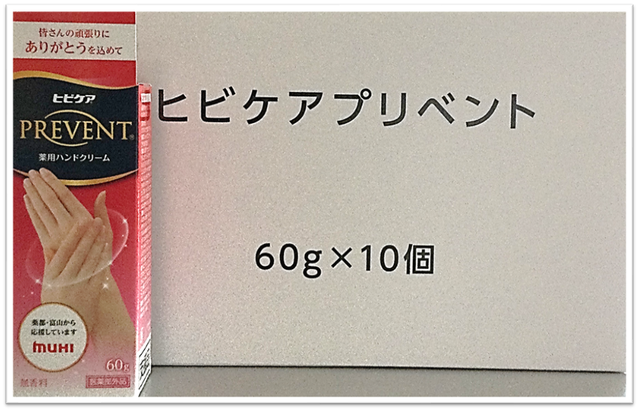 皆さんの頑張りに
ありがとうを込めて
ヒビケア
PREVENT®
薬用ハンドクリーム
薬都・富山から
応援しています
muHI
60g
無香料
医薬部外品
ヒビケアプリベント
60g×10個